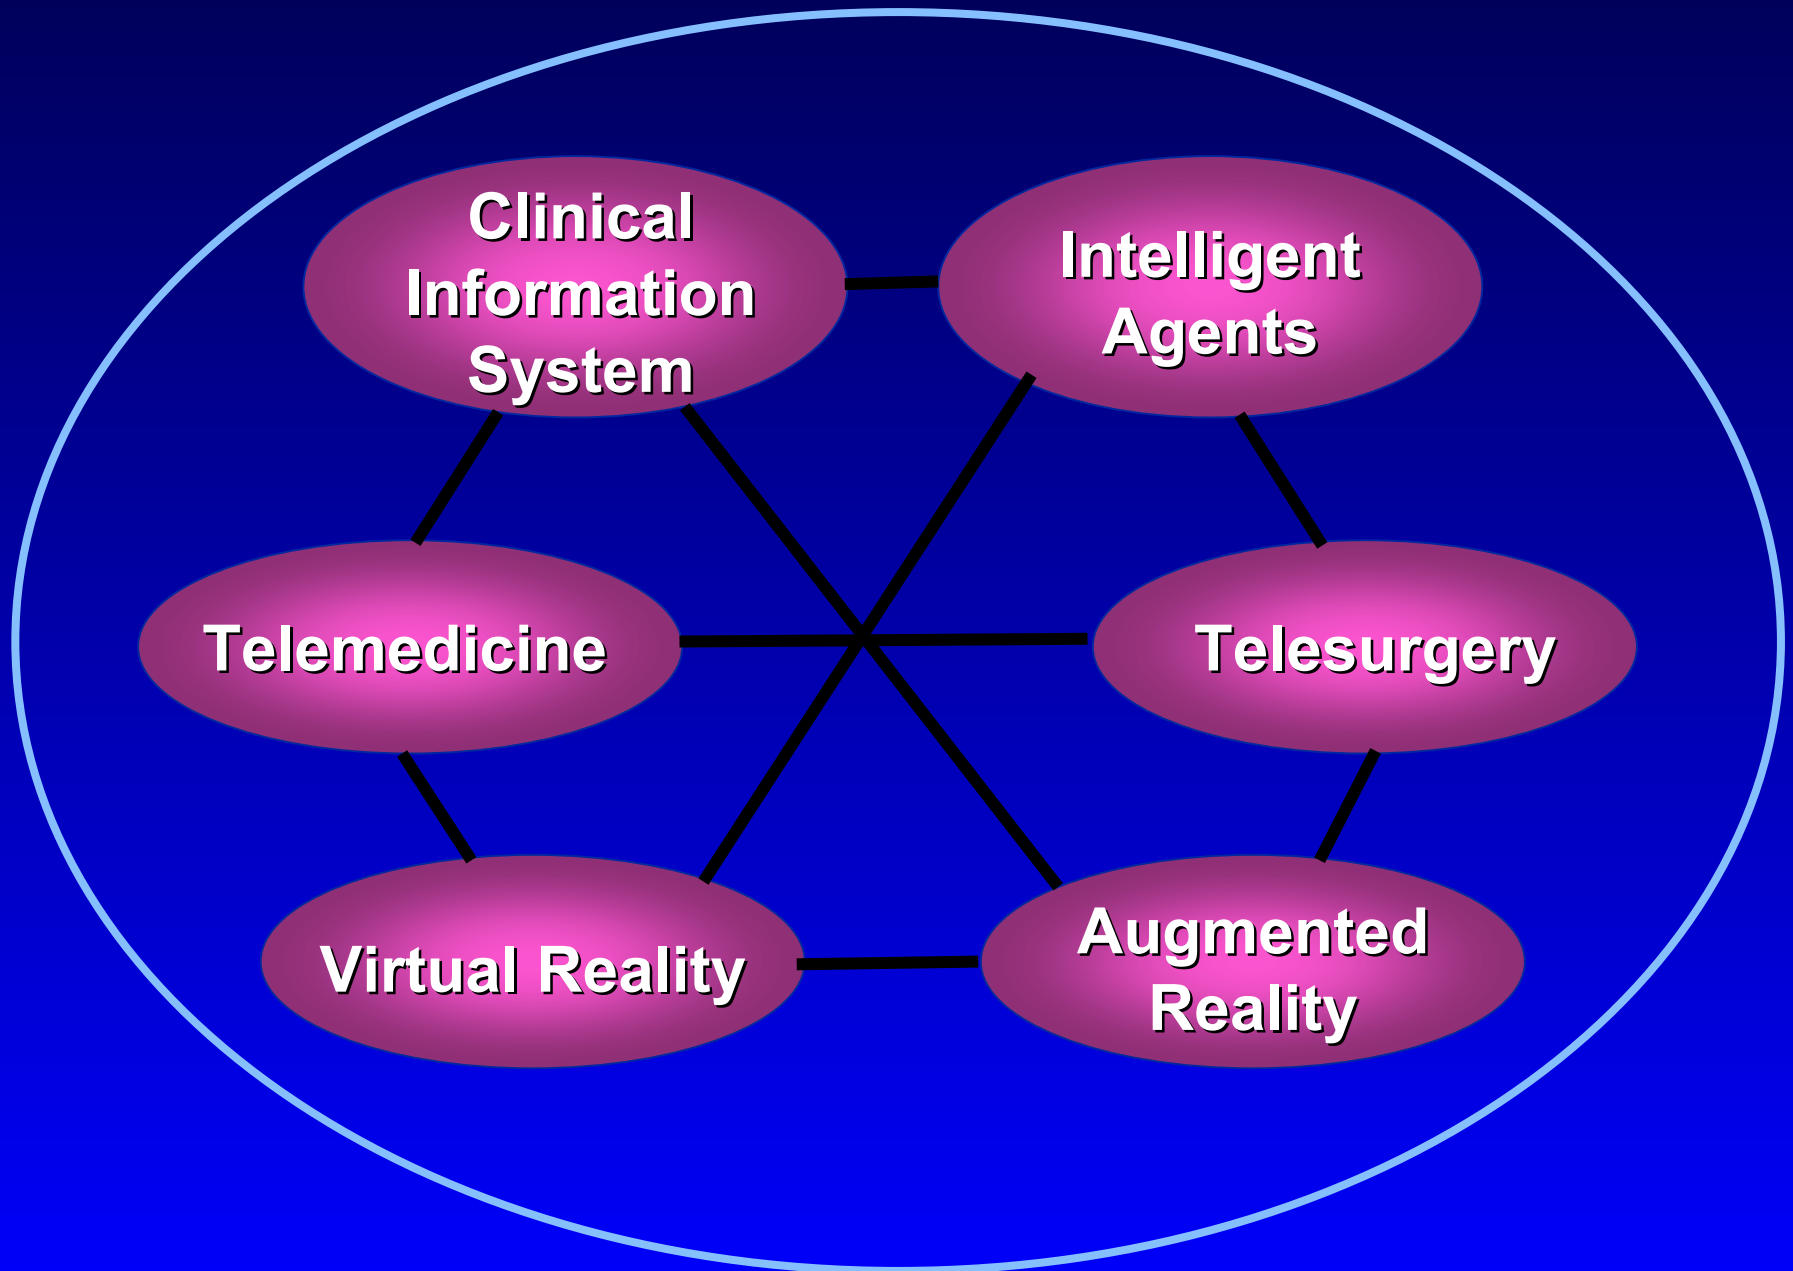 Clinical
Information
System
Intelligent
Agents
Telemedicine
Telesurgery
Virtual Reality
Augmented
Reality